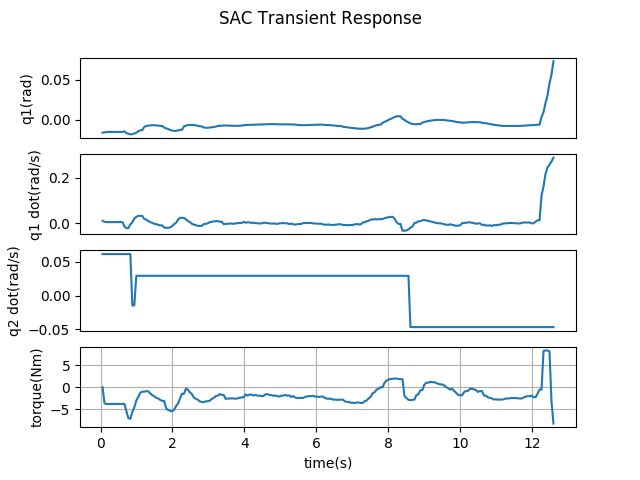 SAC Transient Response
q1(rad)
0.05
0.00
q1 dot(rad/s)
0.2
0.0
q2 dot(rad/s)
0.05
0.00
−0.05
torque(Nm)
5
0
−5
0 2 4 6 8 10 12
time(s)